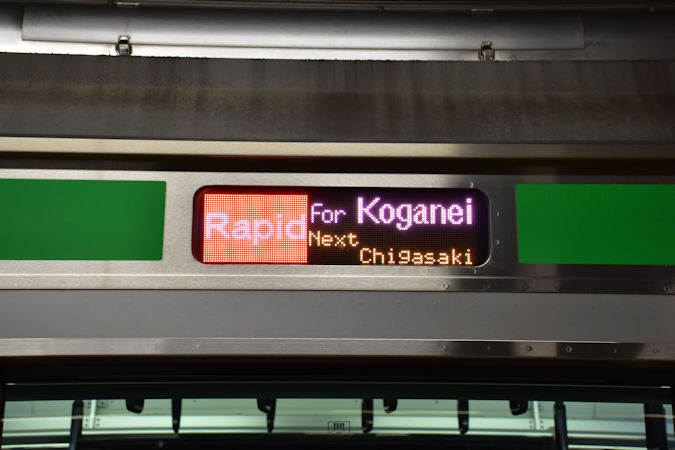 Rapid
For Koganei
Next
Chigasaki